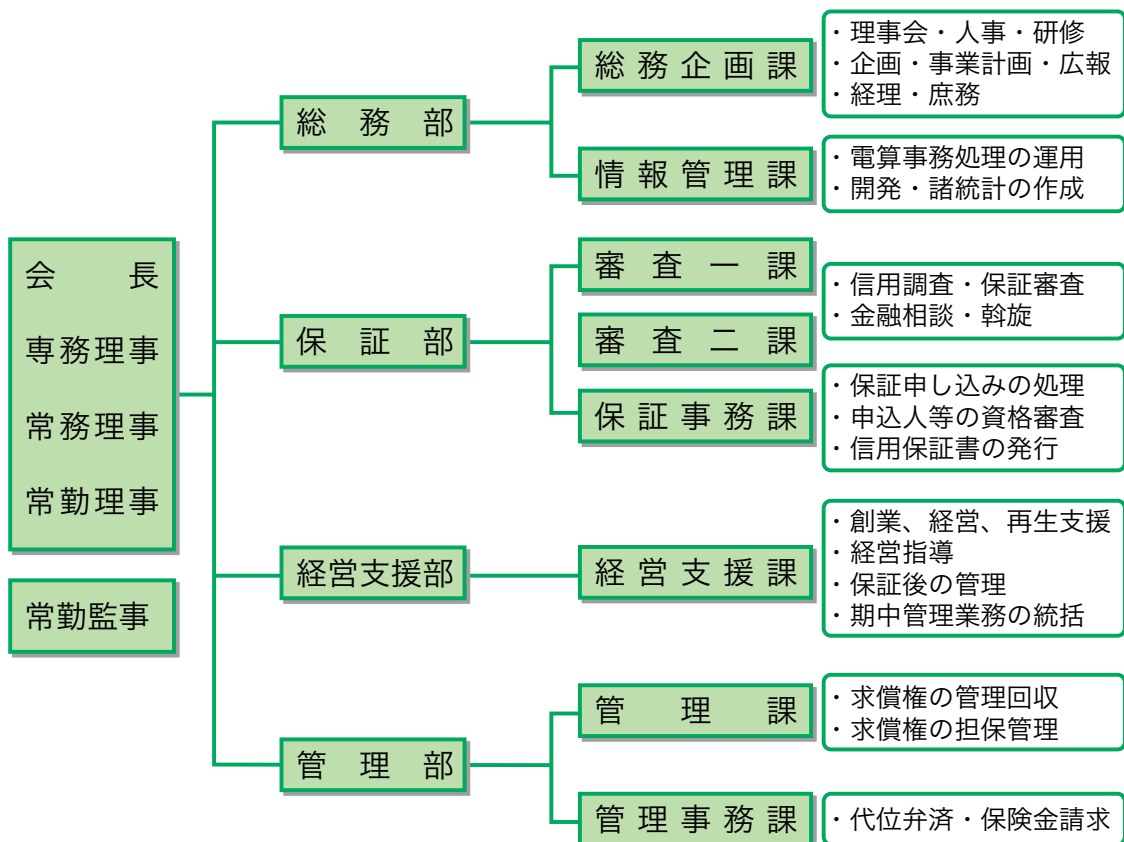 会長
専務理事
常務理事
常勤理事
常勤監事
総務部
総務企画課
・理事会・人事・研修
・企画・事業計画・広報
・経理・庶務
情報管理課
・電算事務処理の運用
・開発・諸統計の作成
保証部
審査一課
審査二課
・信用調査・保証審査
・金融相談・斡旋
保証事務課
・保証申し込みの処理
・申込人等の資格審査
・信用保証書の発行
経営支援部
経営支援課
・創業、経営、再生支援
・経営指導
・保証後の管理
・期中管理業務の統括
管理部
管理課
・求償権の管理回収
・求償権の担保管理
管理事務課
・代位弁済・保険金請求